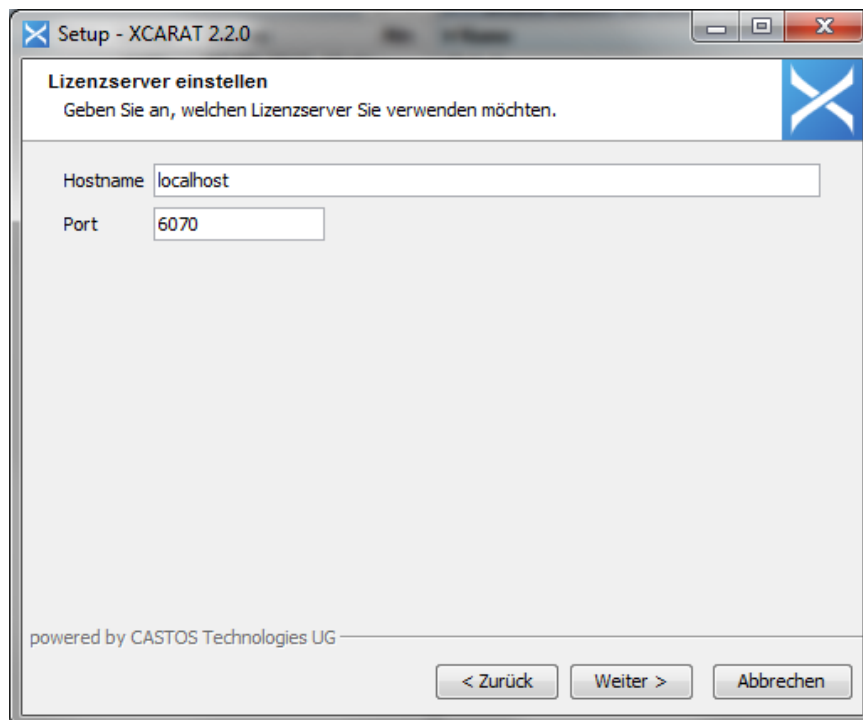 Setup - XCARAT 2.2.0
Lizenzserver einstellen
Geben Sie an, welchen Lizenzserver Sie verwenden möchten.
Hostname localhost
Port 6070
powered by CASTOS Technologies UG
< Zurück Weiter > Abbrechen